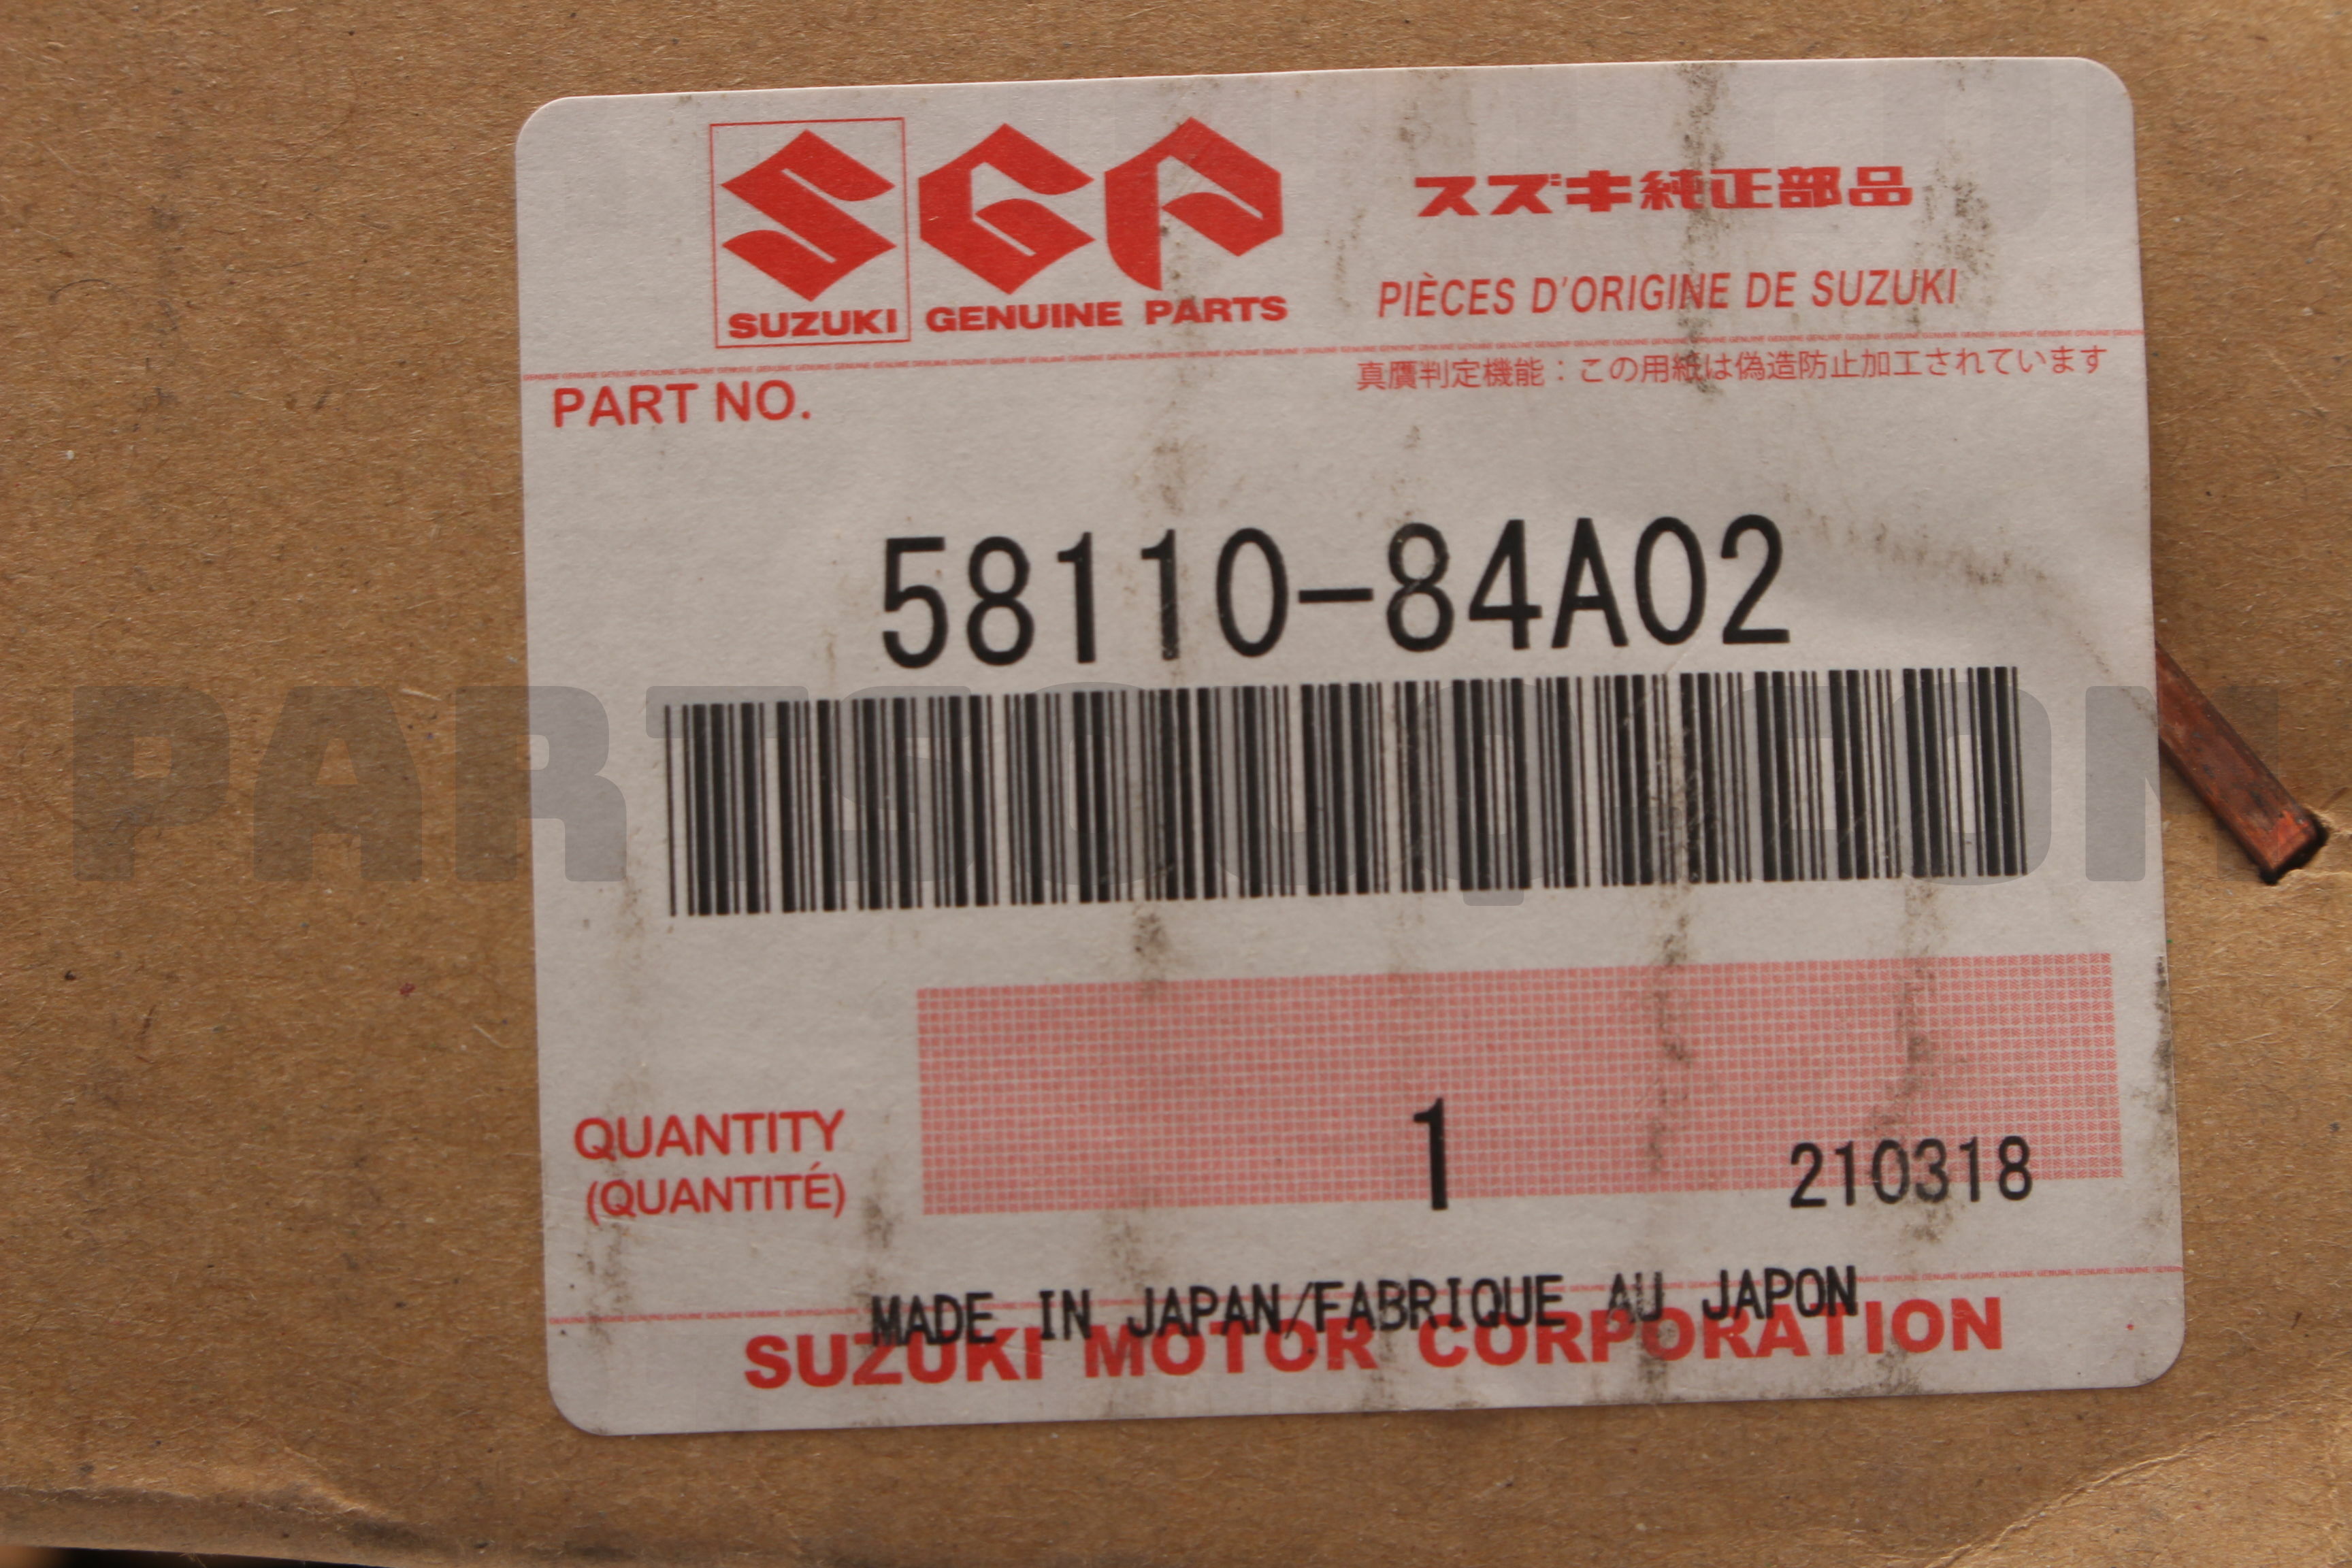 SUZUKI GENUINE PARTS
スズキ純正部品
PIÈCES D'ORIGINE DE SUZUKI
真贋判定機能：この用紙は偽造防止加工されています
PART NO.
58110-84A02
PARTSOUQ.COM
QUANTITY
(QUANTITÉ)
1
210318
MADE IN JAPAN/FABRIQUE AU JAPON
SUZUKI MOTOR CORPORATION